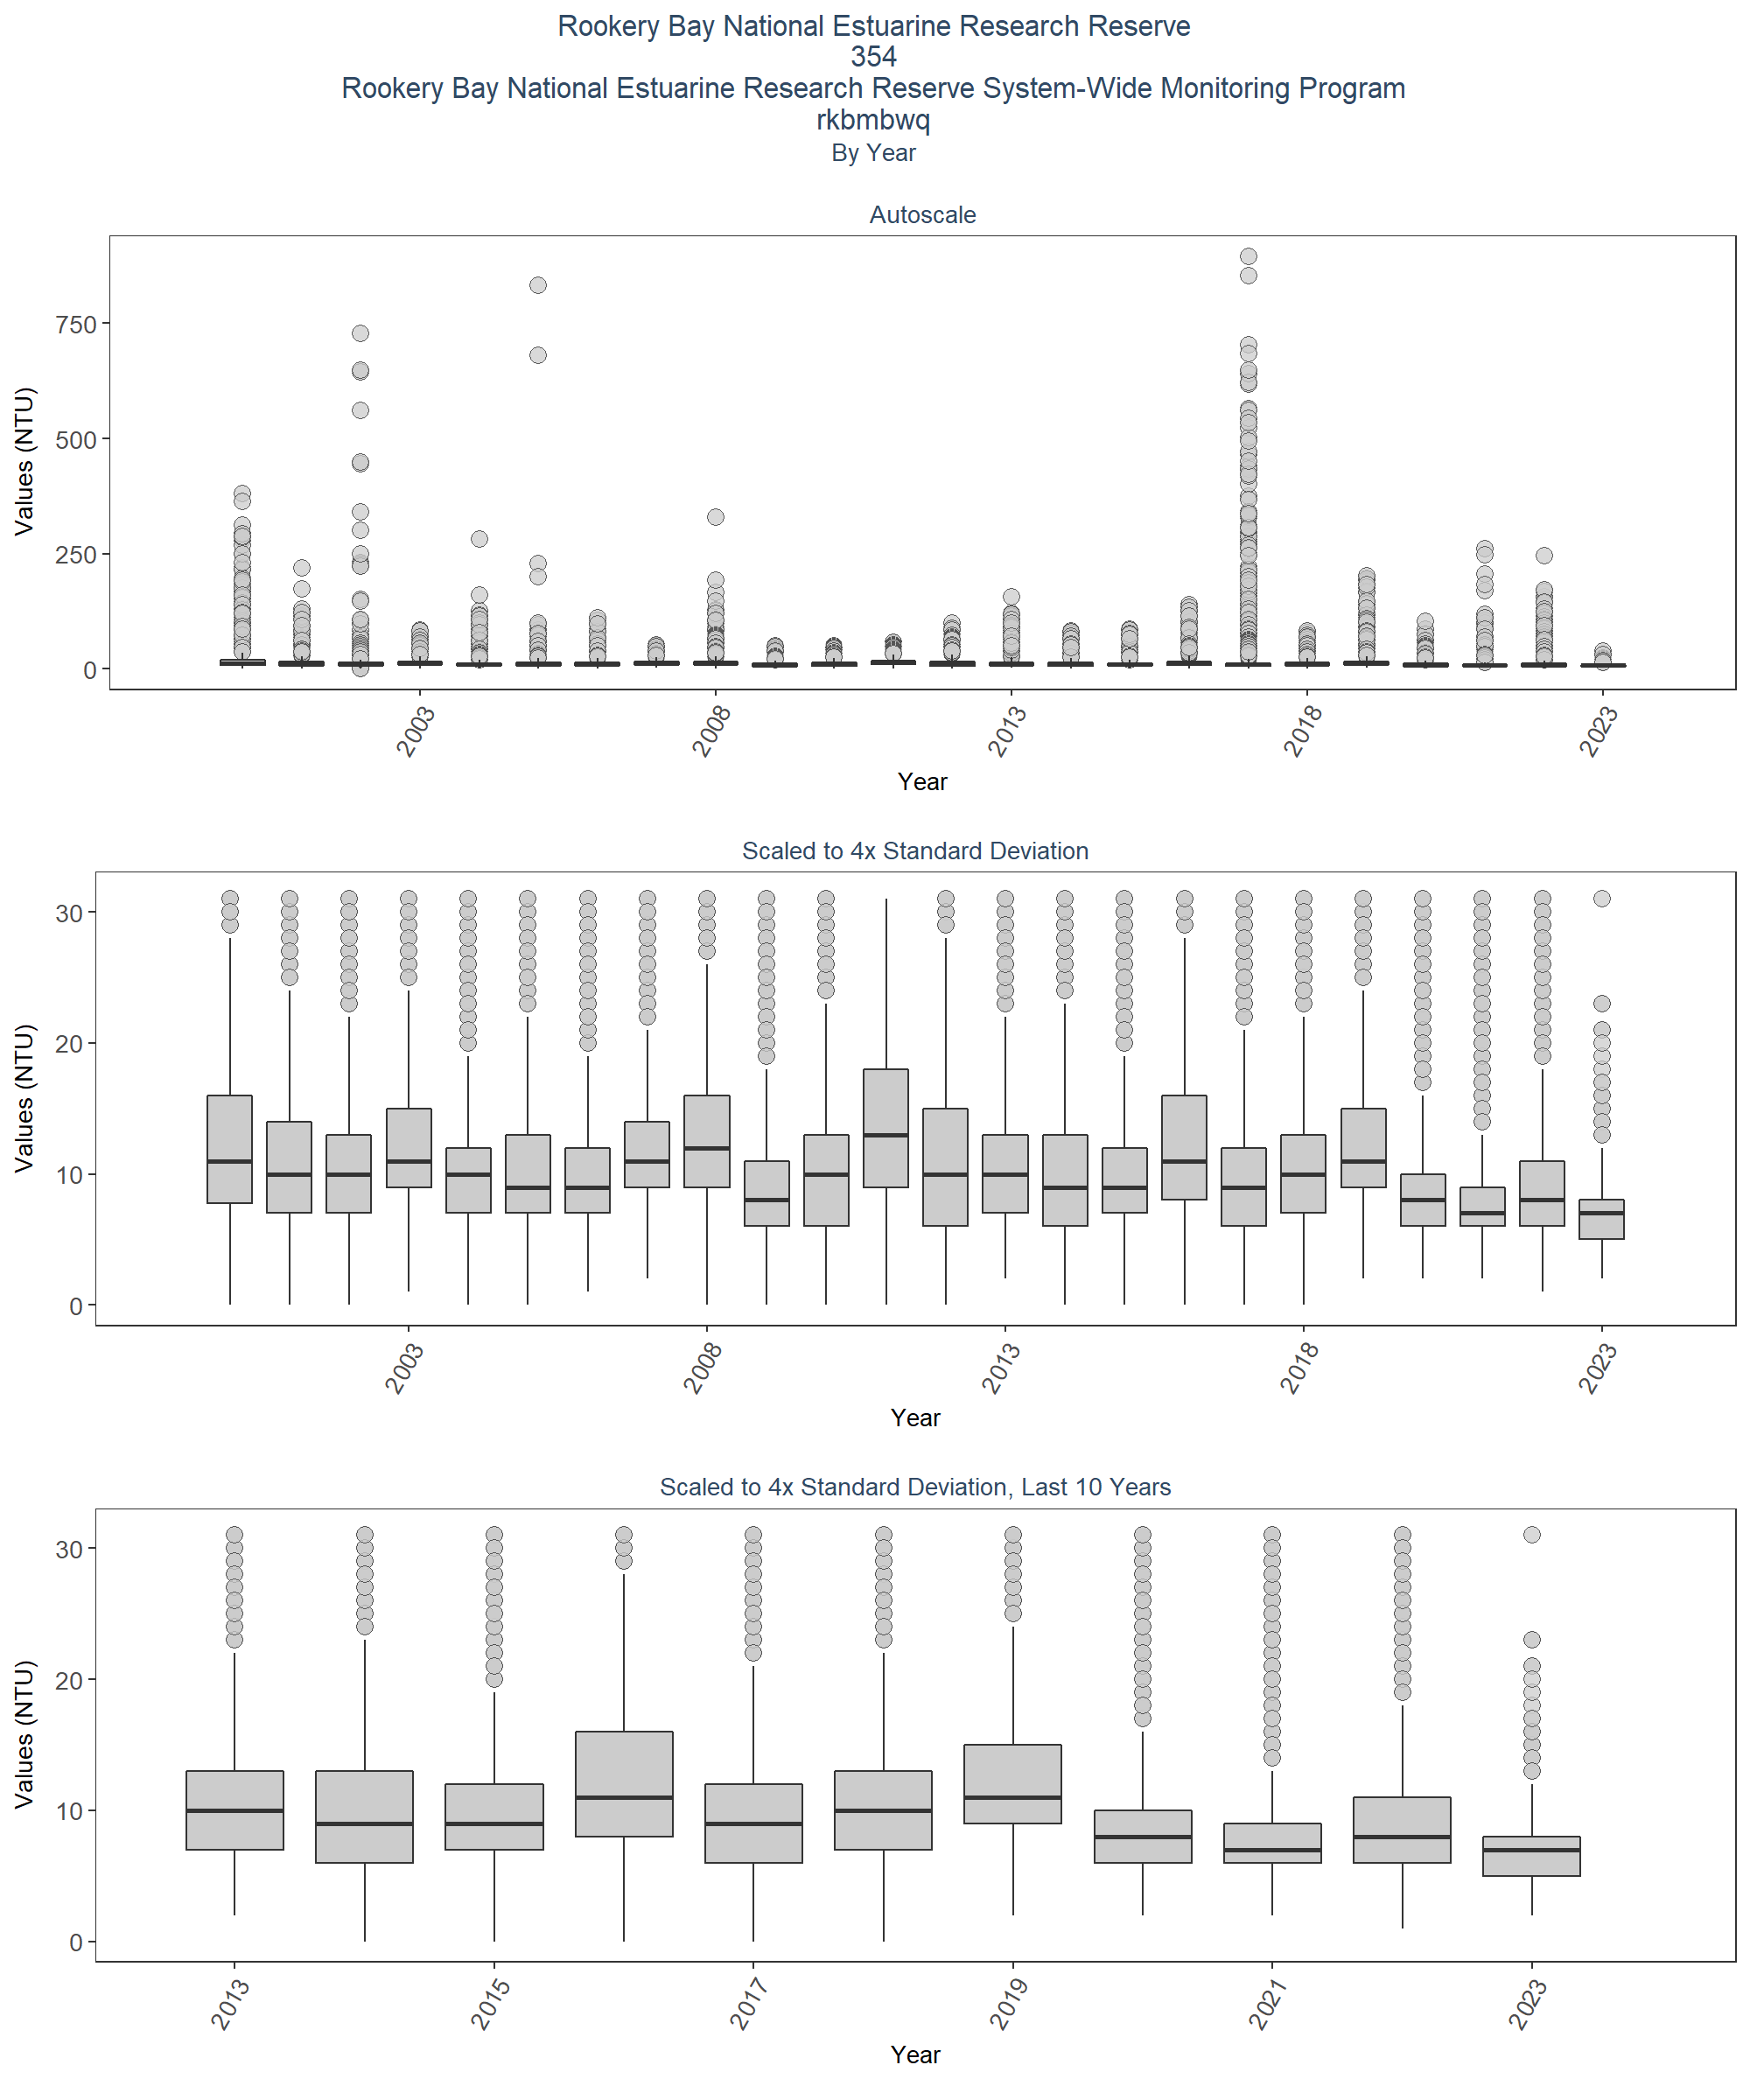 Rookery Bay National Estuarine Research Reserve
354
Rookery Bay National Estuarine Research Reserve System-Wide Monitoring Program
rkbmbwq
By Year
Autoscale
Values (NTU)
750
500
250
0
2003
2008
2013
2018
2023
Year
Scaled to 4x Standard Deviation
Values (NTU)
30
20
10
0
2003
2008
2013
2018
2023
Year
Scaled to 4x Standard Deviation, Last 10 Years
Values (NTU)
30
20
10
0
2013
2015
2017
2019
2021
2023
Year